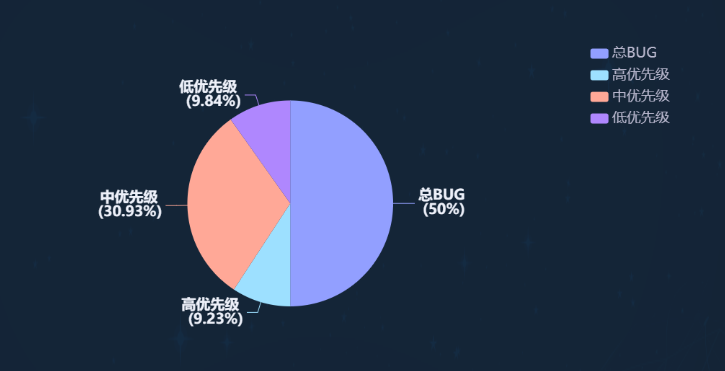 总BUG
高优先级
中优先级
低优先级
低优先级
(9.84%)
中优先级
(30.93%)
总BUG
(50%)
高优先级
(9.23%)